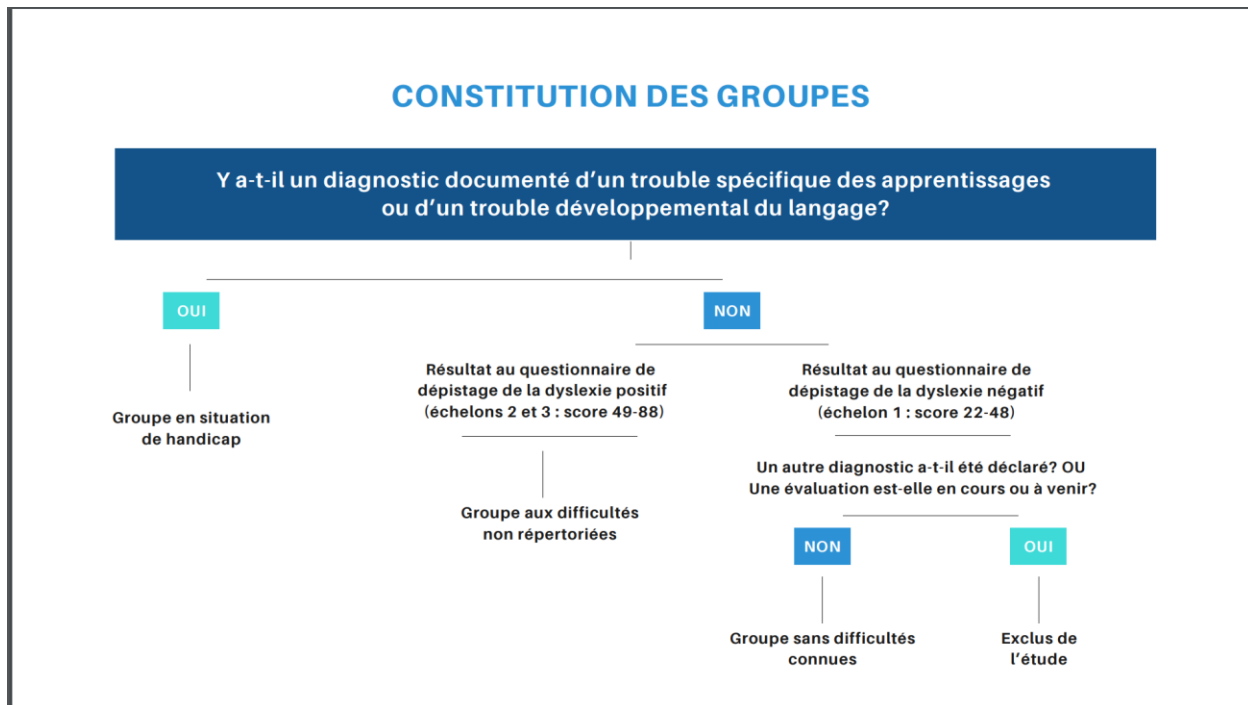 CONSTITUTION DES GROUPES
Y a-t-il un diagnostic documenté d'un trouble spécifique des apprentissages
ou d'un trouble développemental du langage?
OUI
NON
Groupe en situation
de handicap
Résultat au questionnaire de
dépistage de la dyslexie positif
(échelons 2 et 3 : score 49-88)
Groupe aux difficultés
non répertoriées
Résultat au questionnaire de
dépistage de la dyslexie négatif
(échelon 1 : score 22-48)
Un autre diagnostic a-t-il été déclaré? OU
Une évaluation est-elle en cours ou à venir?
NON
OUI
Groupe sans difficultés
connues
Exclus de
l'étude